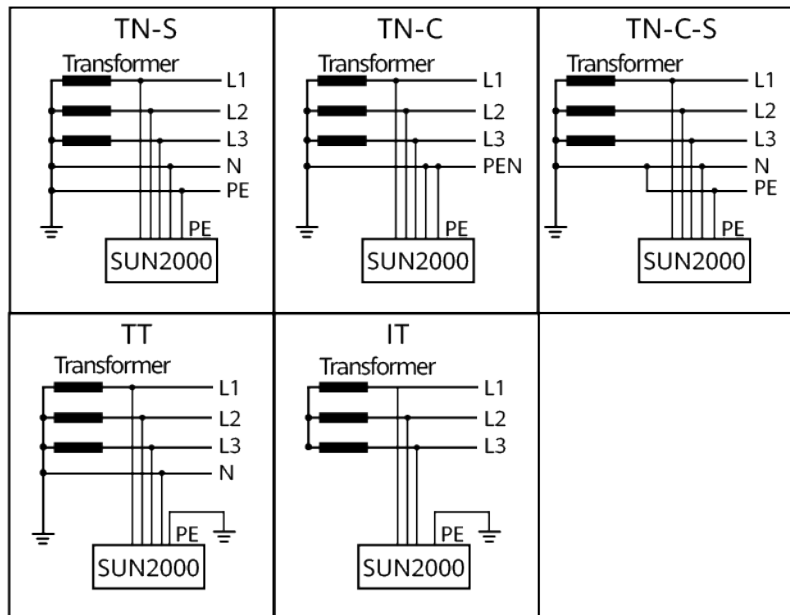 TN-S
Transformer
L1
L2
L3
N
PE
PE
SUN2000
TN-C
Transformer
L1
L2
L3
PEN
PE
SUN2000
TN-C-S
Transformer
L1
L2
L3
N
PE
PE
SUN2000
TT
Transformer
L1
L2
L3
N
PE
SUN2000
IT
Transformer
L1
L2
L3
PE
SUN2000